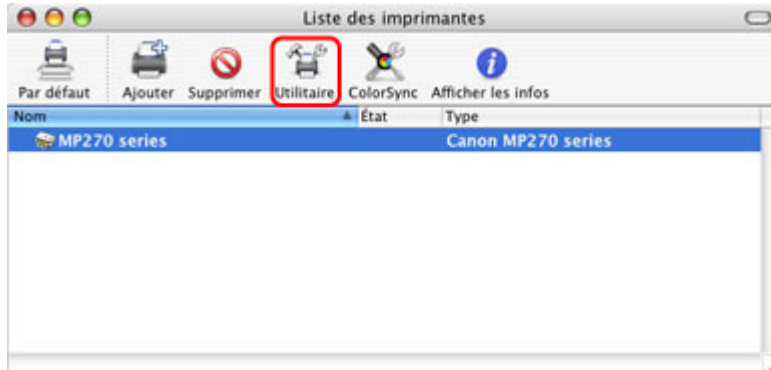 Liste des imprimantes
Par défaut Ajouter Supprimer Utilitaire ColorSync Afficher les infos
Nom État Type
MP270 series Canon MP270 series